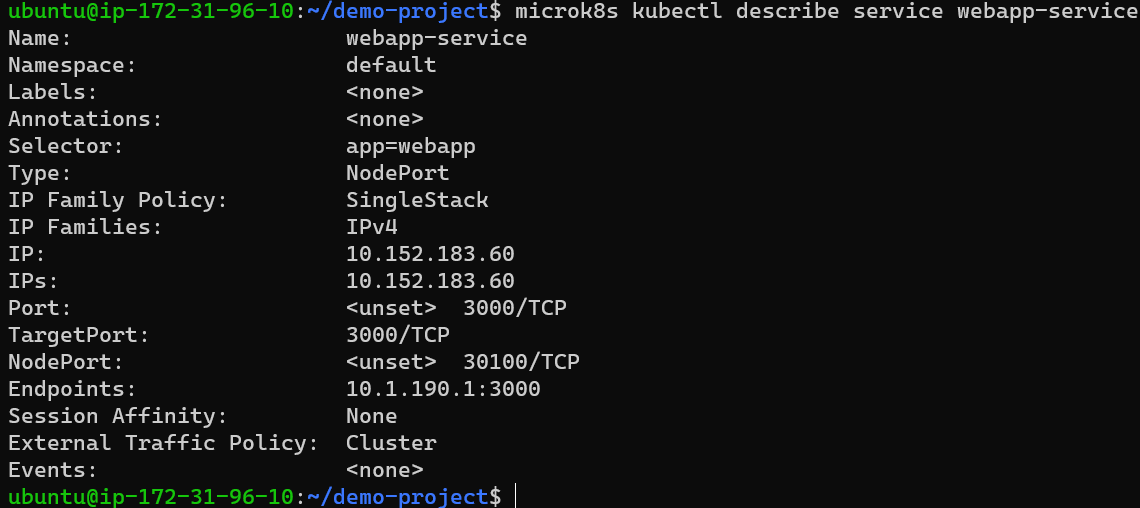 ubuntu@ip-172-31-96-10:~/demo-project$ microk8s kubectl describe service webapp-service
Name:                     webapp-service
Namespace:                default
Labels:                   <none>
Annotations:              <none>
Selector:                 app=webapp
Type:                     NodePort
IP Family Policy:         SingleStack
IP Families:              IPv4
IP:                       10.152.183.60
IPs:                      10.152.183.60
Port:                     <unset>  3000/TCP
TargetPort:               3000/TCP
NodePort:                 <unset>  30100/TCP
Endpoints:                10.1.190.1:3000
Session Affinity:         None
External Traffic Policy:  Cluster
Events:                   <none>
ubuntu@ip-172-31-96-10:~/demo-project$